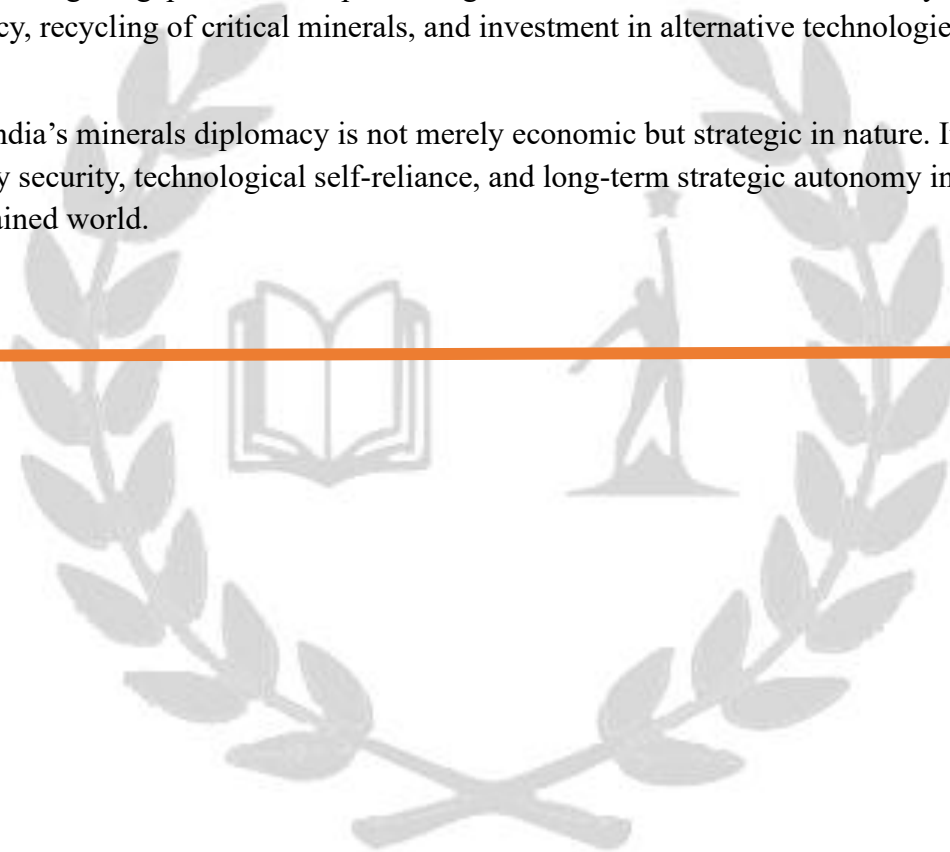 cy, recycling of critical minerals, and investment in alternative technologie
ndia’s minerals diplomacy is not merely economic but strategic in nature. I
y security, technological self-reliance, and long-term strategic autonomy in
ained world.